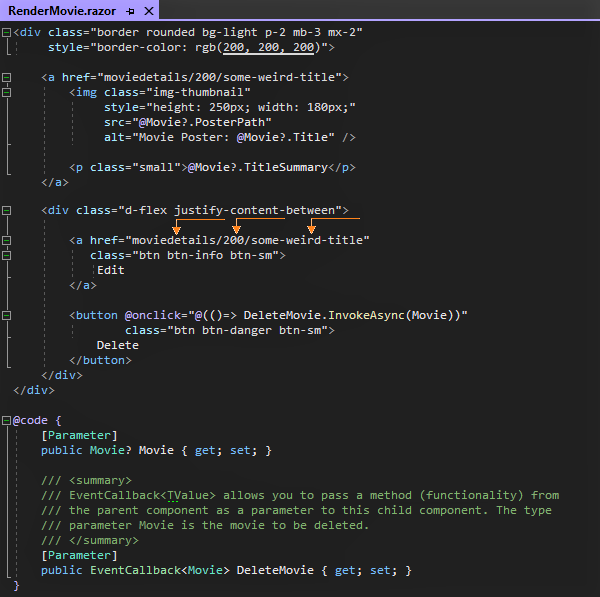 RenderMovie.razor
<div class="border rounded bg-light p-2 mb-3 mx-2"
style="border-color: rgb(200, 200, 200)">
<a href="moviedetails/200/some-weird-title">
<img class="img-thumbnail"
style="height: 250px; width: 180px;"
src="@Movie?.PosterPath"
alt="Movie Poster: @Movie?.Title" />
<p class="small">@Movie?.TitleSummary</p>
</a>
<div class="d-flex justify-content-between">
<a href="moviedetails/200/some-weird-title"
class="btn btn-info btn-sm">
Edit
</a>
<button @onclick="@(()=> DeleteMovie.InvokeAsync(Movie))"
class="btn btn-danger btn-sm">
Delete
</button>
</div>
</div>
@code {
[Parameter]
public Movie? Movie { get; set; }
/// <summary>
/// EventCallback<TValue> allows you to pass a method (functionality) from
/// the parent component as a parameter to this child component. The type
/// parameter Movie is the movie to be deleted.
/// </summary>
[Parameter]
public EventCallback<Movie> DeleteMovie { get; set; }
}